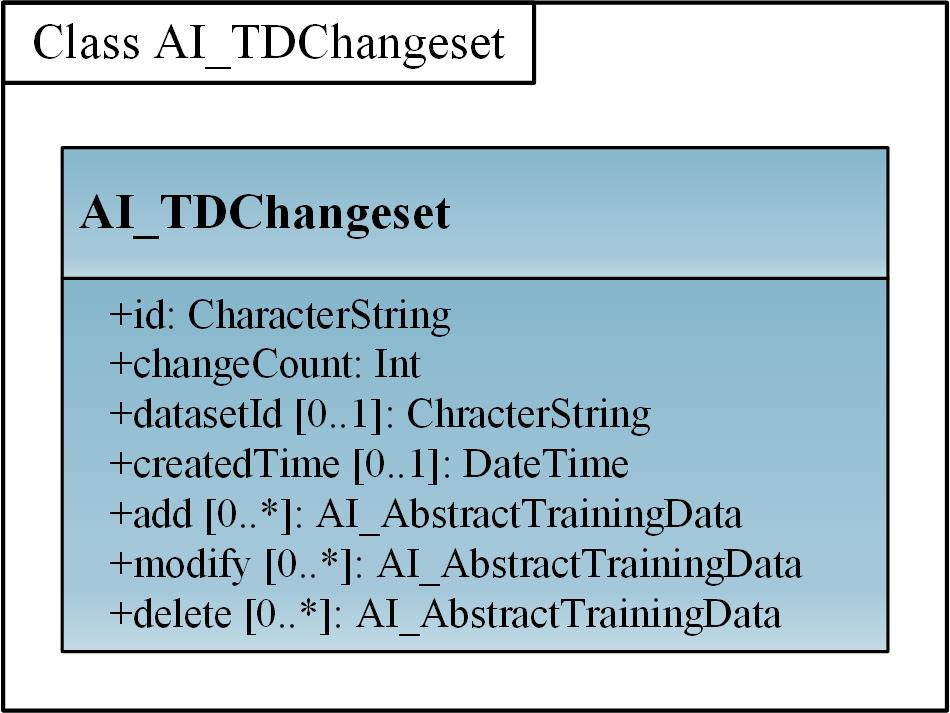 Class AI_TDChangeset
AI_TDChangeset
+id: CharacterString
+changeCount: Int
+datasetId [0..1]: ChracterString
+createdTime [0..1]: DateTime
+add [0..*]: AI_AbstractTrainingData
+modify [0..*]: AI_AbstractTrainingData
+delete [0..*]: AI_AbstractTrainingData